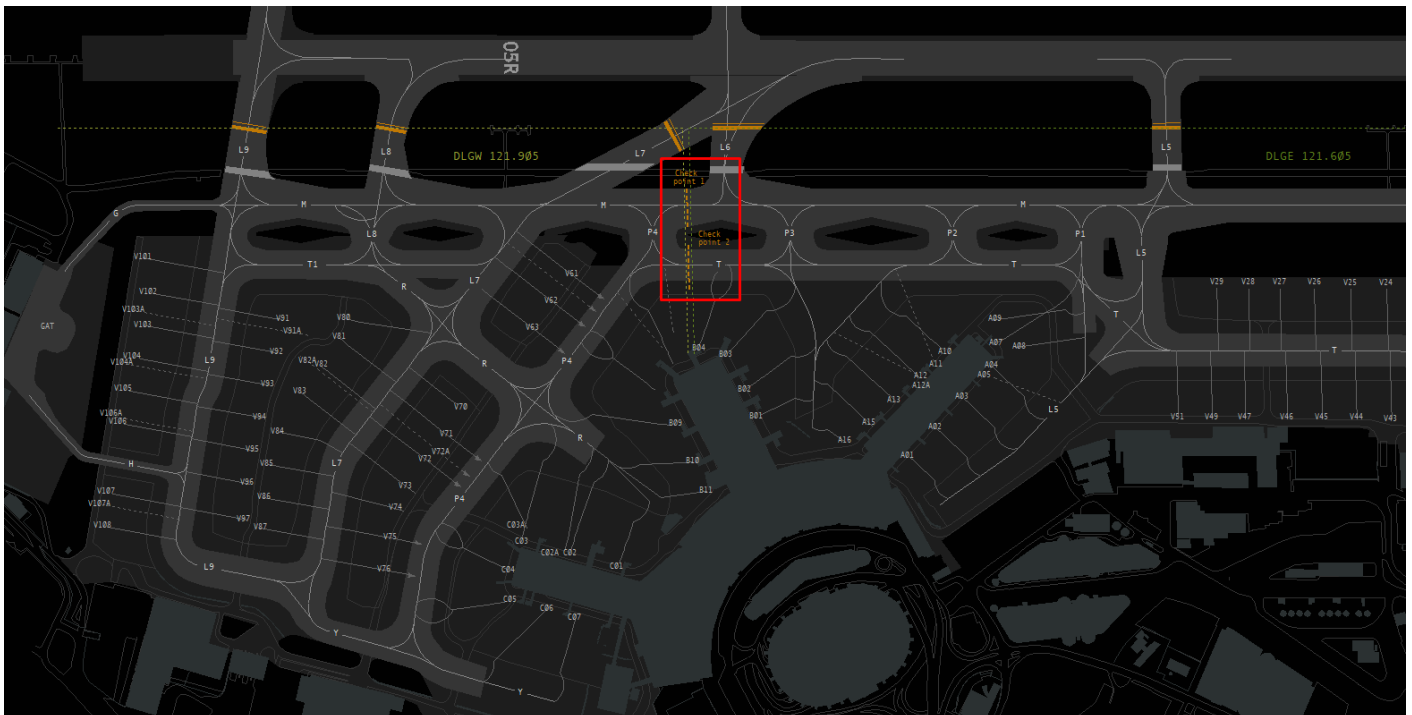 05R
L9
L8
L7
L6
L5
DLGW 121.905
DLGE 121.605
Check
point 1
G
M
M
M
L8
P4
Check
point 2
P3
P2
P1
L5
V101
T1
T
T
V61
R
L7
V102
V62
V29
V28
V27
V26
V25
V24
V103A
V103
V91
V91A
V80
V81
V63
A09
T
GAT
V104
V104A
V92
V82A
V82
L9
R
P4
B04
B03
A10
A07
A08
T
A11
A04
A12
A05
A12A
V105
V93
V83
B02
A13
A03
V106A
V106
V94
V70
B01
L5
V51
V49
V47
V46
V45
V44
V43
V84
V71
B09
A15
A02
A16
R
V95
V72A
V72
H
V85
L7
B10
A01
V96
V73
V107
V107A
V86
P4
B11
V97
V74
V108
V87
C03A
V75
C03
C02A
C02
L9
V76
C04
C01
C05
C06
C07
Y
Y